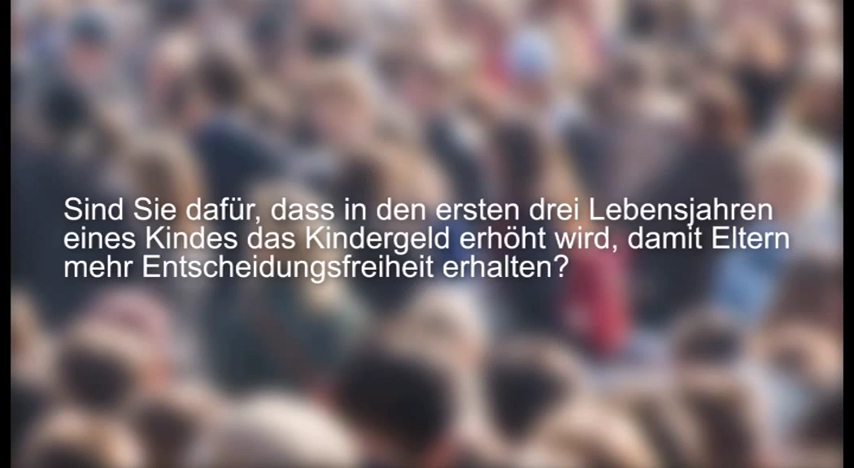 Sind Sie dafür, dass in den ersten drei Lebensjahren
eines Kindes das Kindergeld erhöht wird, damit Eltern
mehr Entscheidungsfreiheit erhalten?